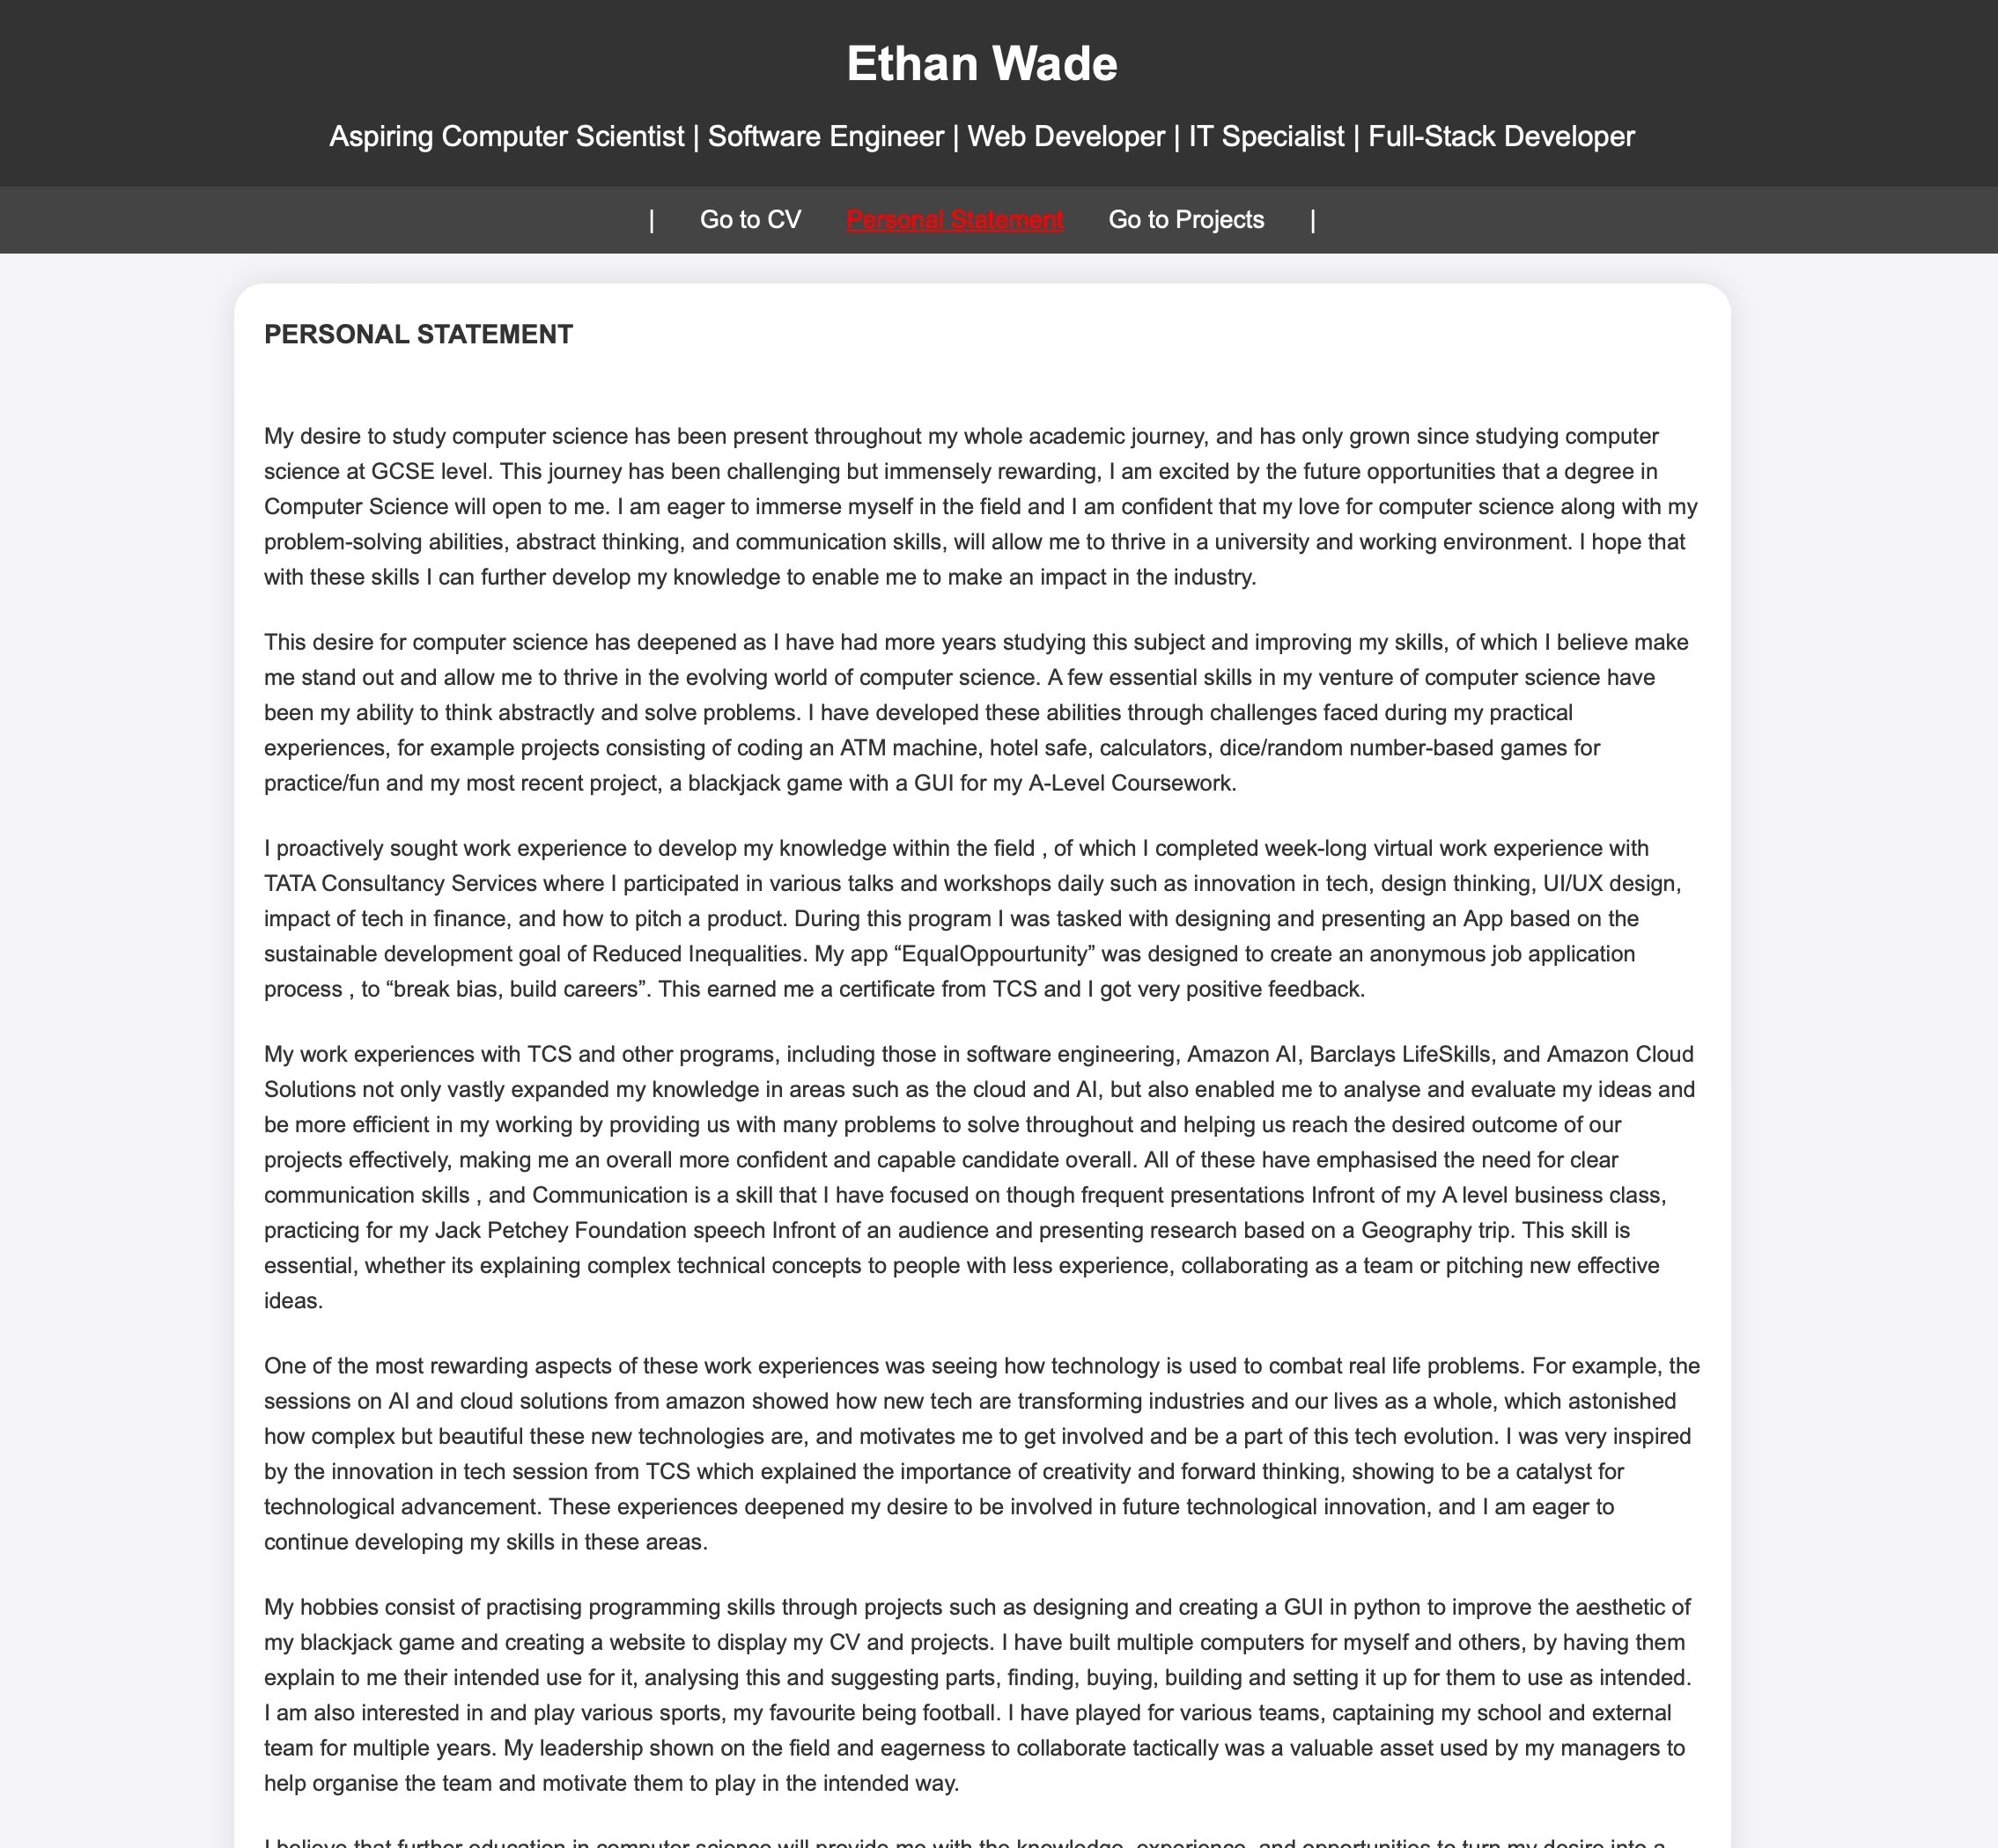 Ethan Wade
Aspiring Computer Scientist | Software Engineer | Web Developer | IT Specialist | Full-Stack Developer
| Go to CV Personal Statement Go to Projects |
PERSONAL STATEMENT
My desire to study computer science has been present throughout my whole academic journey, and has only grown since studying computer
science at GCSE level. This journey has been challenging but immensely rewarding, I am excited by the future opportunities that a degree in
Computer Science will open to me. I am eager to immerse myself in the field and I am confident that my love for computer science along with my
problem-solving abilities, abstract thinking, and communication skills, will allow me to thrive in a university and working environment. I hope that
with these skills I can further develop my knowledge to enable me to make an impact in the industry.
This desire for computer science has deepened as I have had more years studying this subject and improving my skills, of which I believe make
me stand out and allow me to thrive in the evolving world of computer science. A few essential skills in my venture of computer science have
been my ability to think abstractly and solve problems. I have developed these abilities through challenges faced during my practical
experiences, for example projects consisting of coding an ATM machine, hotel safe, calculators, dice/random number-based games for
practice/fun and my most recent project, a blackjack game with a GUI for my A-Level Coursework.
I proactively sought work experience to develop my knowledge within the field , of which I completed week-long virtual work experience with
TATA Consultancy Services where I participated in various talks and workshops daily such as innovation in tech, design thinking, UI/UX design,
impact of tech in finance, and how to pitch a product. During this program I was tasked with designing and presenting an App based on the
sustainable development goal of Reduced Inequalities. My app “EqualOppourtunity” was designed to create an anonymous job application
process , to “break bias, build careers”. This earned me a certificate from TCS and I got very positive feedback.
My work experiences with TCS and other programs, including those in software engineering, Amazon AI, Barclays LifeSkills, and Amazon Cloud
Solutions not only vastly expanded my knowledge in areas such as the cloud and AI, but also enabled me to analyse and evaluate my ideas and
be more efficient in my working by providing us with many problems to solve throughout and helping us reach the desired outcome of our
projects effectively, making me an overall more confident and capable candidate overall. All of these have emphasised the need for clear
communication skills , and Communication is a skill that I have focused on though frequent presentations Infront of my A level business class,
practicing for my Jack Petchey Foundation speech Infront of an audience and presenting research based on a Geography trip. This skill is
essential, whether its explaining complex technical concepts to people with less experience, collaborating as a team or pitching new effective
ideas.
One of the most rewarding aspects of these work experiences was seeing how technology is used to combat real life problems. For example, the
sessions on AI and cloud solutions from amazon showed how new tech are transforming industries and our lives as a whole, which astonished
how complex but beautiful these new technologies are, and motivates me to get involved and be a part of this tech evolution. I was very inspired
by the innovation in tech session from TCS which explained the importance of creativity and forward thinking, showing to be a catalyst for
technological advancement. These experiences deepened my desire to be involved in future technological innovation, and I am eager to
continue developing my skills in these areas.
My hobbies consist of practising programming skills through projects such as designing and creating a GUI in python to improve the aesthetic of
my blackjack game and creating a website to display my CV and projects. I have built multiple computers for myself and others, by having them
explain to me their intended use for it, analysing this and suggesting parts, finding, buying, building and setting it up for them to use as intended.
I am also interested in and play various sports, my favourite being football. I have played for various teams, captaining my school and external
team for multiple years. My leadership shown on the field and eagerness to collaborate tactically was a valuable asset used by my managers to
help organise the team and motivate them to play in the intended way.
I believe that further education in computer science will provide me with the knowledge, experience, and opportunities to turn my desire into a